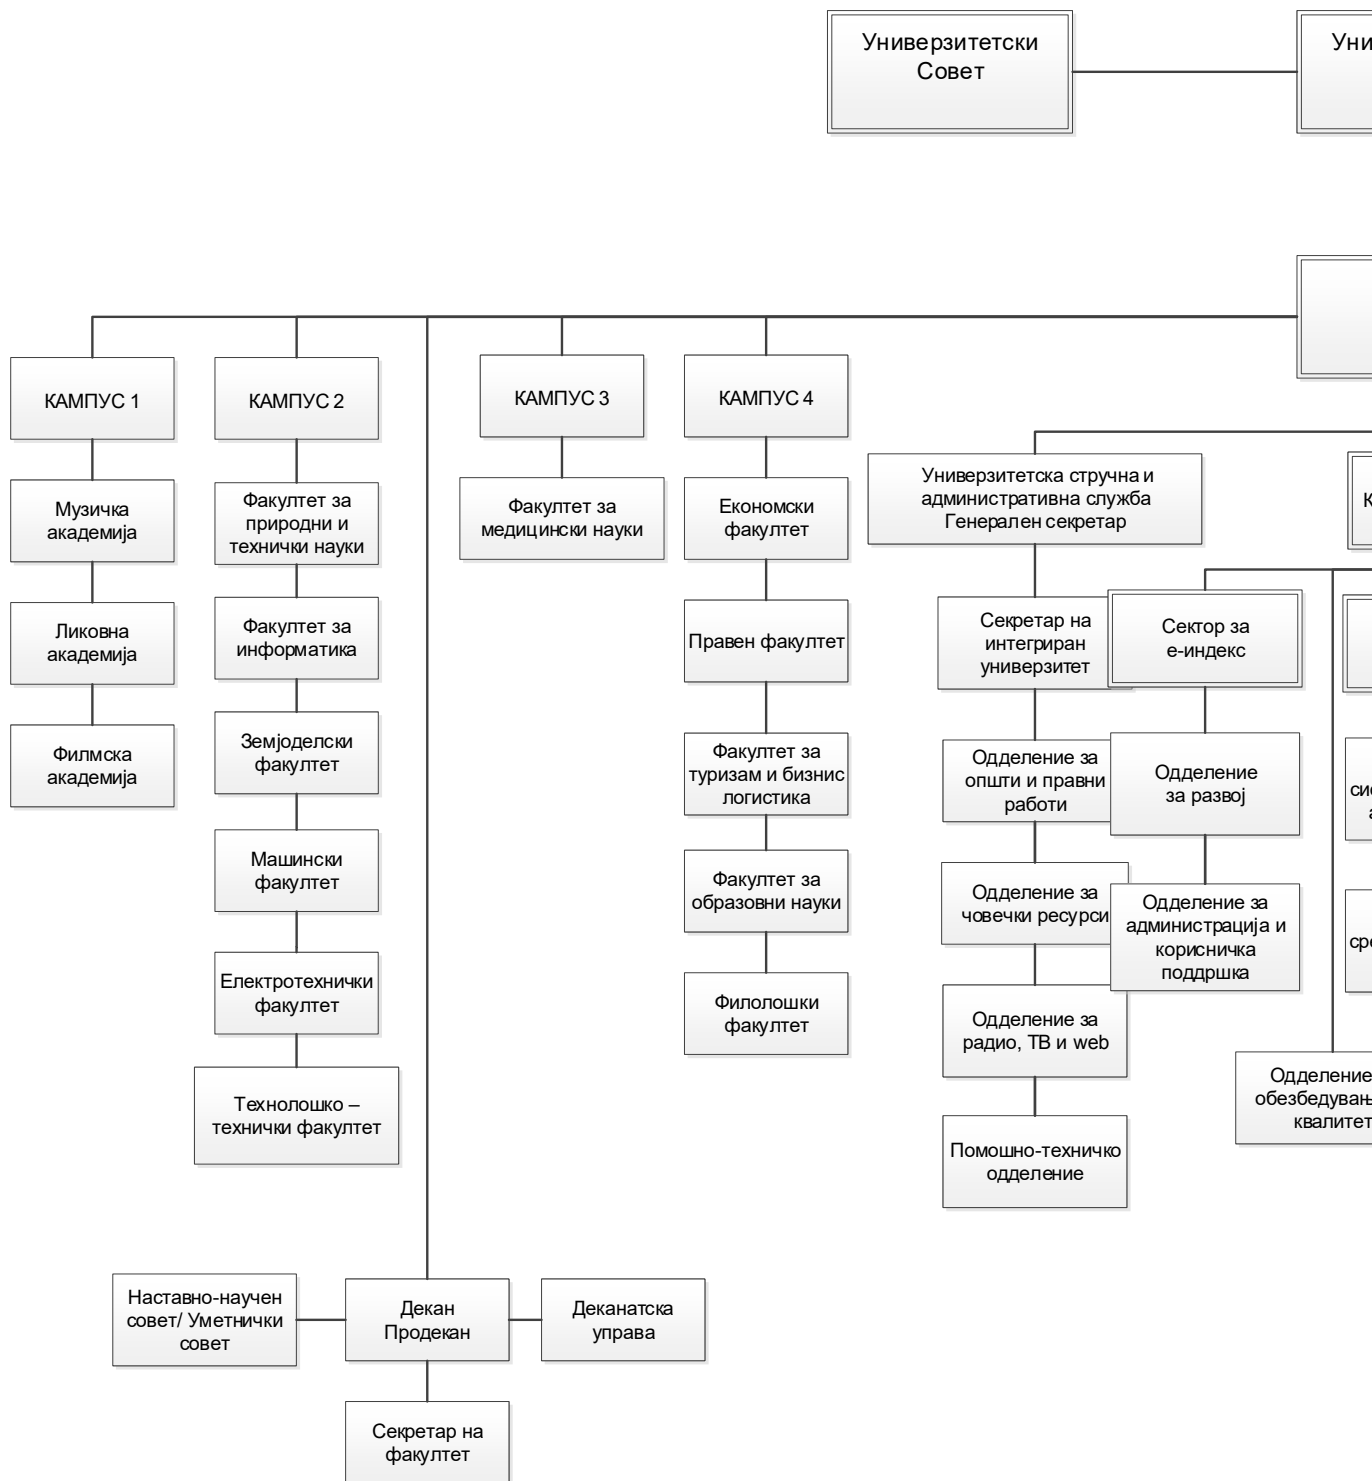 Универзитетски
Совет
КАМПУС 1
Музичка
академија
Ликовна
академија
Филмска
академија
КАМПУС 2
Факултет за
природни и
технички науки
Факултет за
информатика
Земјоделски
факултет
Машински
факултет
Електротехнички
факултет
Технолошко –
технички факултет
КАМПУС 3
Факултет за
медицински науки
КАМПУС 4
Економски
факултет
Правен факултет
Факултет за
туризам и бизнис
логистика
Факултет за
образовни науки
Филолошки
факултет
Универзитетска стручна и
административна служба
Генерален секретар
Секретар на
интегриран
универзитет
Одделение за
општи и правни
работи
Одделение за
човечки ресурси
Одделение за
радио, ТВ и web
Помошно-техничко
одделение
Сектор за
е-индекс
Одделение
за развој
Одделение за
администрација и
корисничка
поддршка
Одделение
квалитет
Наставно-научен
совет/ Уметнички
совет
Декан
Продекан
Деканатска
управа
Секретар на
факултет